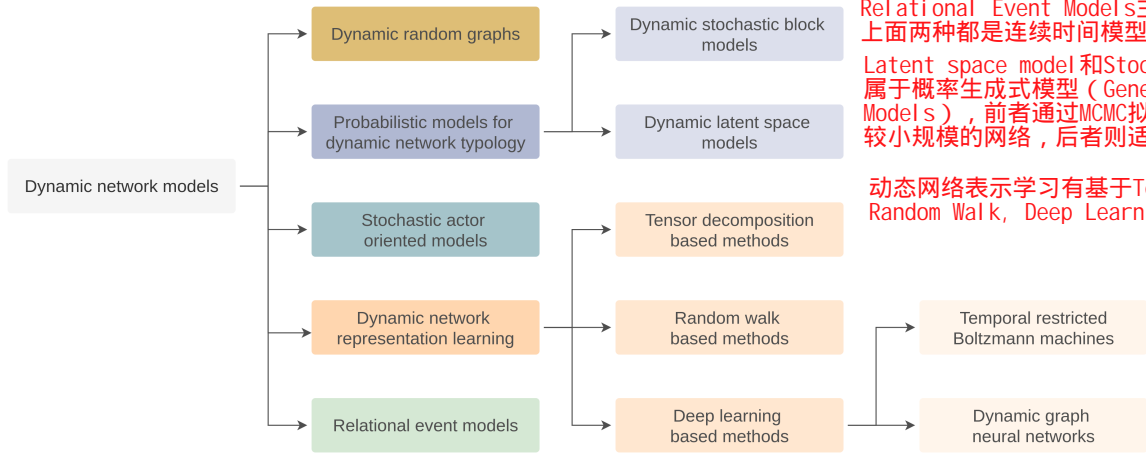 Dynamic network models
Dynamic random graphs
Probabilistic models for
dynamic network typology
Stochastic actor
oriented models
Dynamic network
representation learning
Relational event models
Dynamic stochastic block
models
Dynamic latent space
models
Tensor decomposition
based methods
Random walk
based methods
Deep learning
based methods
Temporal restricted
Boltzmann machines
Dynamic graph
neural networks
Relational Event Models
上面两种都是连续时间模型
Latent space model和
属于概率生成式模型（
Models），前者通过MCMC拟
较小规模的网络，后者则适
动态网络表示学习有基于
Random Walk, Deep